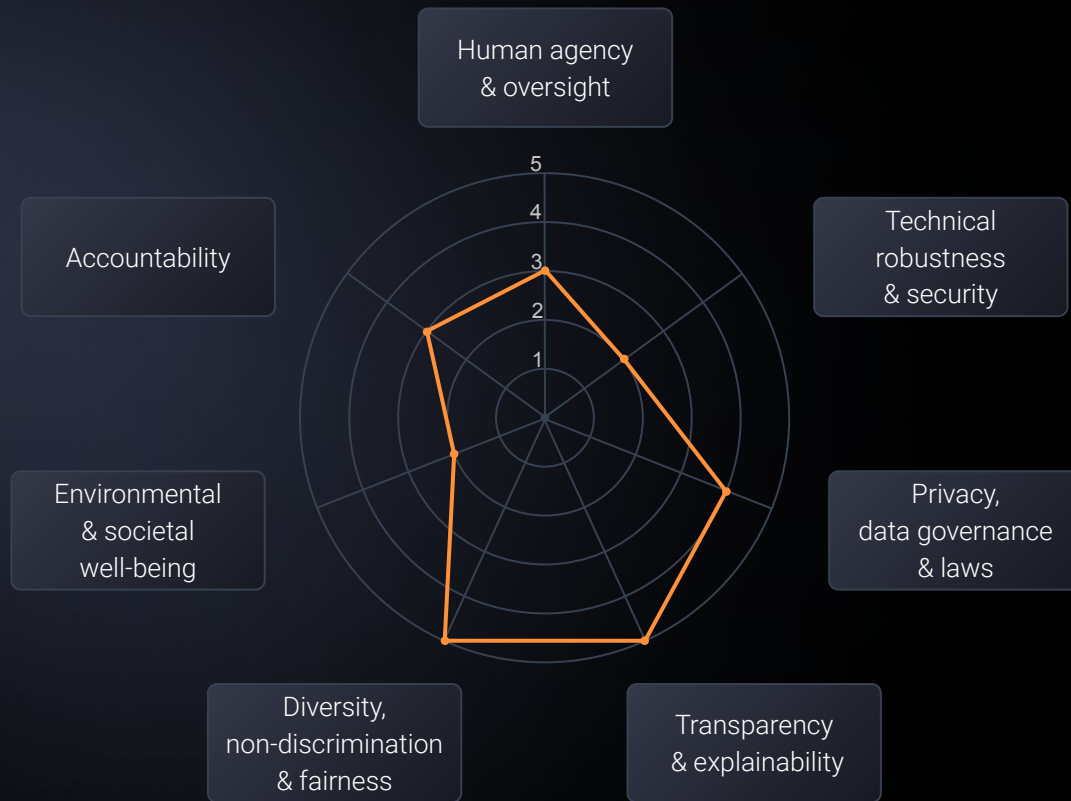 Human agency
& oversight
Accountability
Technical
robustness
& security
5
4
3
2
1
Environmental
& societal
well-being
Privacy,
data governance
& laws
Diversity,
non-discrimination
& fairness
Transparency
& explainability